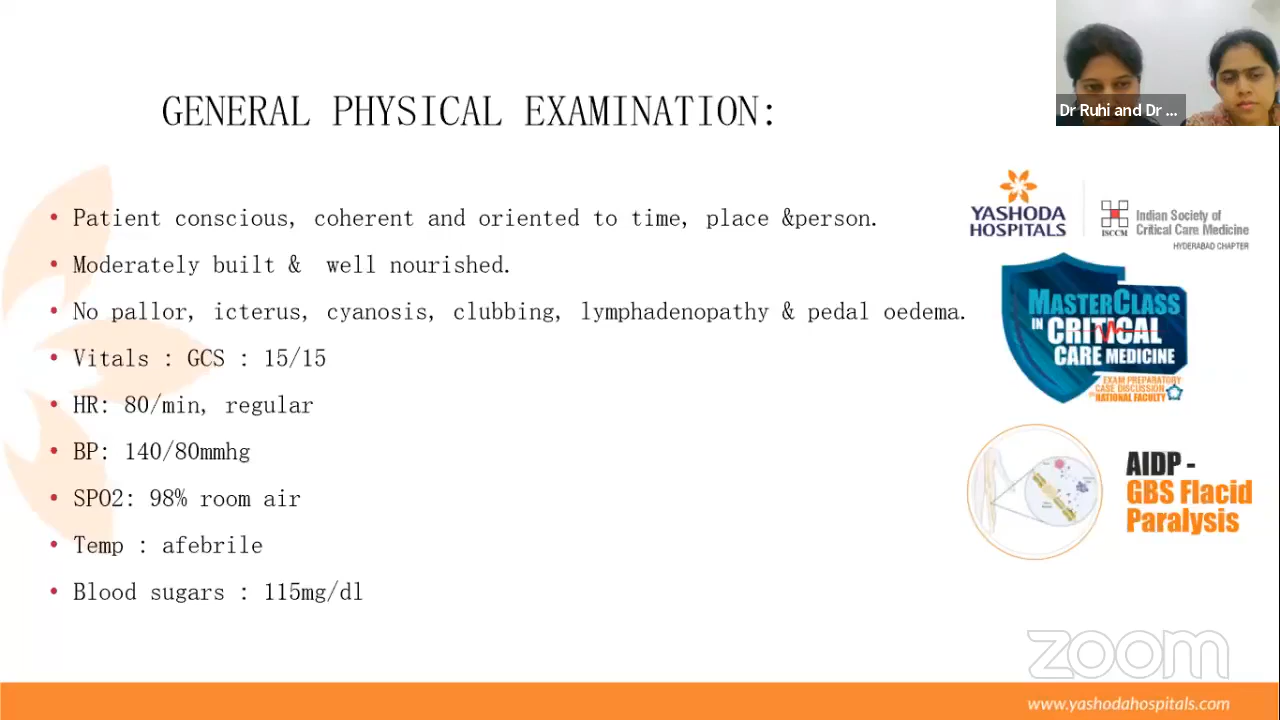 Dr Ruhi and Dr ...
GENERAL PHYSICAL EXAMINATION:
• Patient conscious, coherent and oriented to time, place &person.
• Moderately built & well nourished.
• No pallor, icterus, cyanosis, clubbing, lymphadenopathy & pedal oedema.
• Vitals : GCS : 15/15
• HR: 80/min, regular
• BP: 140/80mmhg
• SPO2: 98% room air
• Temp : afebrile
• Blood sugars : 115mg/dl
YASHODA
HOSPITALS
ISCCM
Indian Society of
Critical Care Medicine
HYDERABAD CHAPTER
MASTERCLASS
IN CRITICAL
CARE MEDICINE
EXAM PREPARATORY
CASE DISCUSSION
NATIONAL FACULTY
AIDP -
GBS Flacid
Paralysis
zoom
www.yashodahospitals.com